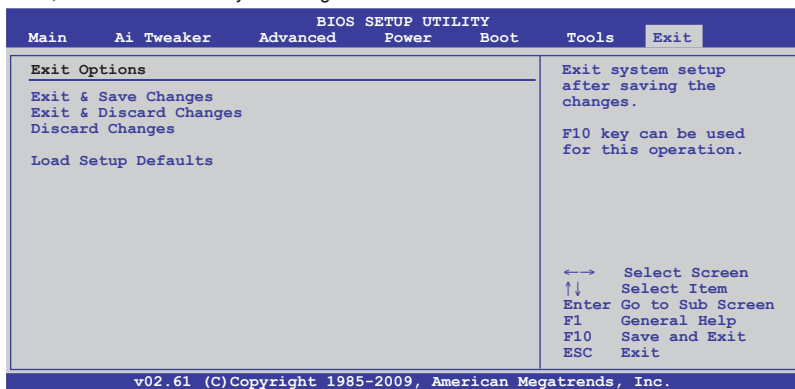 BIOS SETUP UTILITY
Main Ai Tweaker Advanced Power Boot Tools Exit
Exit Options
Exit & Save Changes
Exit & Discard Changes
Discard Changes
Load Setup Defaults
Exit system setup
after saving the
changes.
F10 key can be used
for this operation.
←→ Select Screen
↑↓ Select Item
Enter Go to Sub Screen
F1 General Help
F10 Save and Exit
ESC Exit
v02.61 (C)Copyright 1985-2009, American Megatrends, Inc.